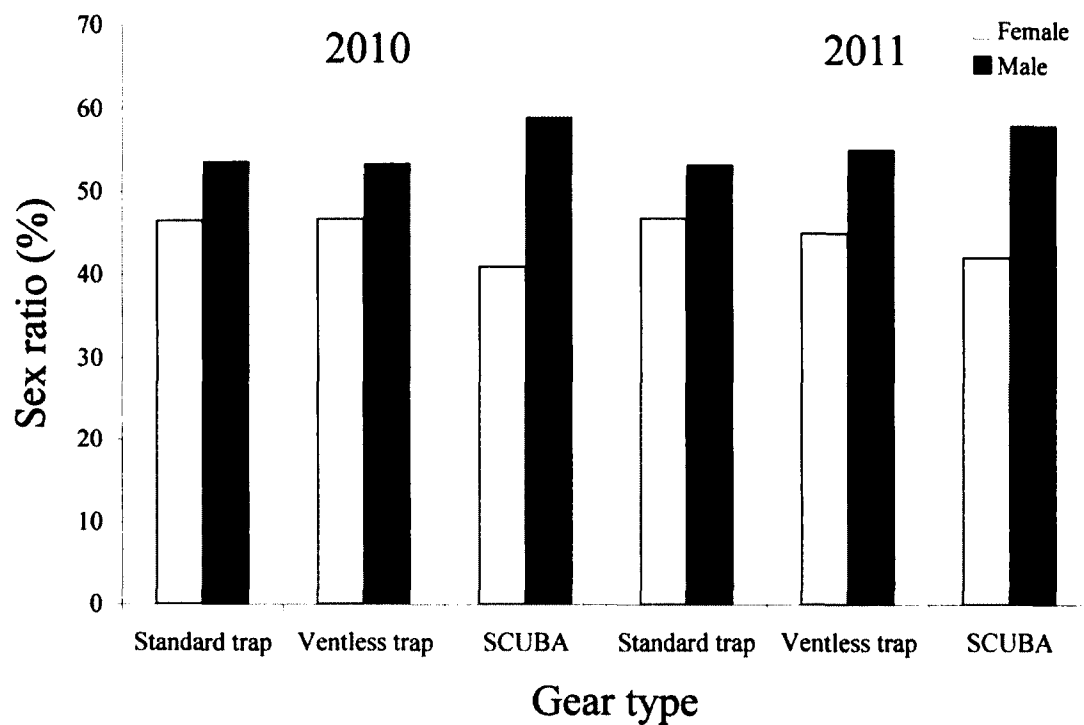 70
60
50
40
30
20
10
0
Sex ratio (%)
2010
2011
Female
Male
Standard trap Ventless trap SCUBA Standard trap Ventless trap SCUBA
Gear type